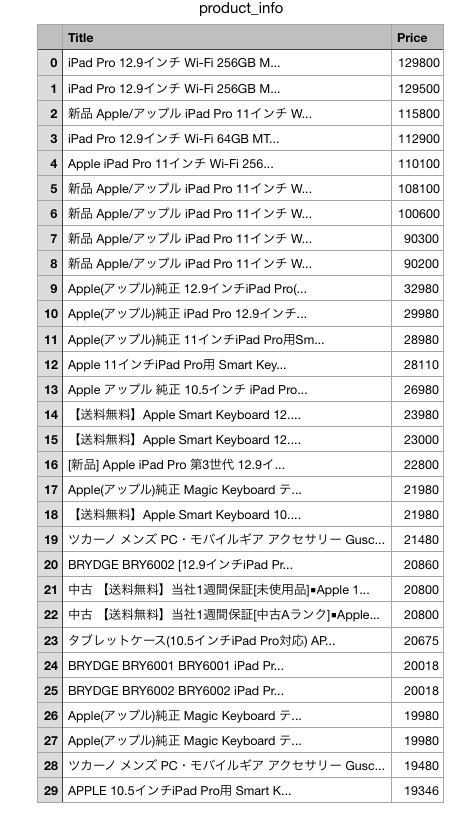 product_info
Title Price
0 iPad Pro 12.9インチ Wi-Fi 256GB M... 129800
1 iPad Pro 12.9インチ Wi-Fi 256GB M... 129500
2 新品 Apple/アップル iPad Pro 11インチ W... 115800
3 iPad Pro 12.9インチ Wi-Fi 64GB MT... 112900
4 Apple iPad Pro 11インチ Wi-Fi 256... 110100
5 新品 Apple/アップル iPad Pro 11インチ W... 108100
6 新品 Apple/アップル iPad Pro 11インチ W... 100600
7 新品 Apple/アップル iPad Pro 11インチ W... 90300
8 新品 Apple/アップル iPad Pro 11インチ W... 90200
9 Apple(アップル)純正 12.9インチiPad Pro(... 32980
10 Apple(アップル)純正 iPad Pro 12.9インチ... 29980
11 Apple(アップル)純正 11インチiPad Pro用Sm... 28980
12 Apple 11インチiPad Pro用 Smart Key... 28110
13 Apple アップル 純正 10.5インチ iPad Pro... 26980
14 【送料無料】Apple Smart Keyboard 12.... 23980
15 【送料無料】Apple Smart Keyboard 12.... 23000
16 [新品] Apple iPad Pro 第3世代 12.9イ... 22800
17 Apple(アップル)純正 Magic Keyboard テ... 21980
18 【送料無料】Apple Smart Keyboard 10.... 21980
19 ツカーノ メンズ PC・モバイルギア アクセサリー Gusc... 21480
20 BRYDGE BRY6002 [12.9インチiPad Pr... 20860
21 中古 【送料無料】当社1週間保証[未使用品]▪Apple 1... 20800
22 中古 【送料無料】当社1週間保証[中古Aランク]▪Apple... 20800
23 タブレットケース(10.5インチiPad Pro対応) AP... 20675
24 BRYDGE BRY6001 BRY6001 iPad Pr... 20018
25 BRYDGE BRY6002 BRY6002 iPad Pr... 20018
26 Apple(アップル)純正 Magic Keyboard テ... 19980
27 Apple(アップル)純正 Magic Keyboard テ... 19980
28 ツカーノ メンズ PC・モバイルギア アクセサリー Gusc... 19480
29 APPLE 10.5インチiPad Pro用 Smart K... 19346